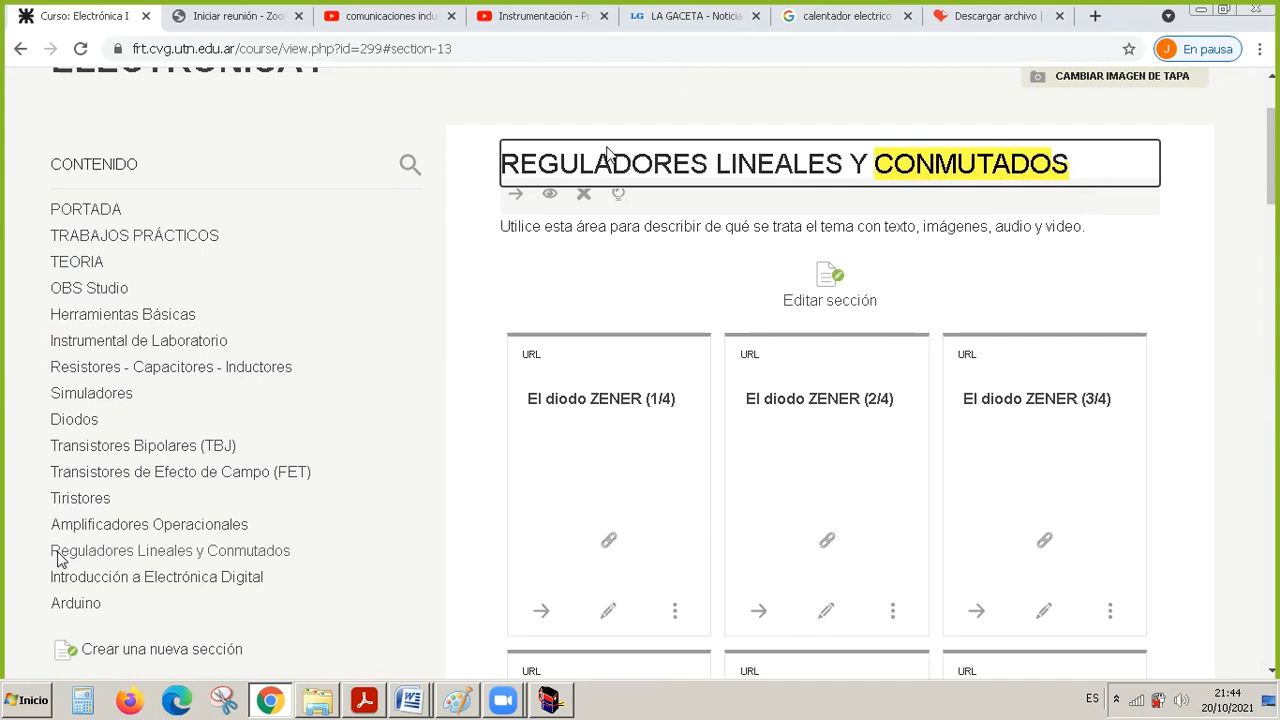 Curso: Electrónica I
Iniciar reunión - Zoo
comunicaciones indu
Instrumentación - Pr
LG LA GACETA - Noticia
calentador electrico
Descargar archivo | A
frt.cvg.utn.edu.ar/course/view.php?id=299#section-13
J En pausa
CAMBIAR IMAGEN DE TAPA
CONTENIDO
PORTADA
TRABAJOS PRÁCTICOS
TEORIA
OBS Studio
Herramientas Básicas
Instrumental de Laboratorio
Resistores - Capacitores - Inductores
Simuladores
Diodos
Transistores Bipolares (TBJ)
Transistores de Efecto de Campo (FET)
Tiristores
Amplificadores Operacionales
Reguladores Lineales y Conmutados
Introducción a Electrónica Digital
Arduino
Crear una nueva sección
REGULADORES LINEALES Y CONMUTADOS
Utilice esta área para describir de qué se trata el tema con texto, imágenes, audio y video.
Editar sección
URL
El diodo ZENER (1/4)
URL
El diodo ZENER (2/4)
URL
El diodo ZENER (3/4)
URL
URL
URL
Inicio
ES
21:44
20/10/2021